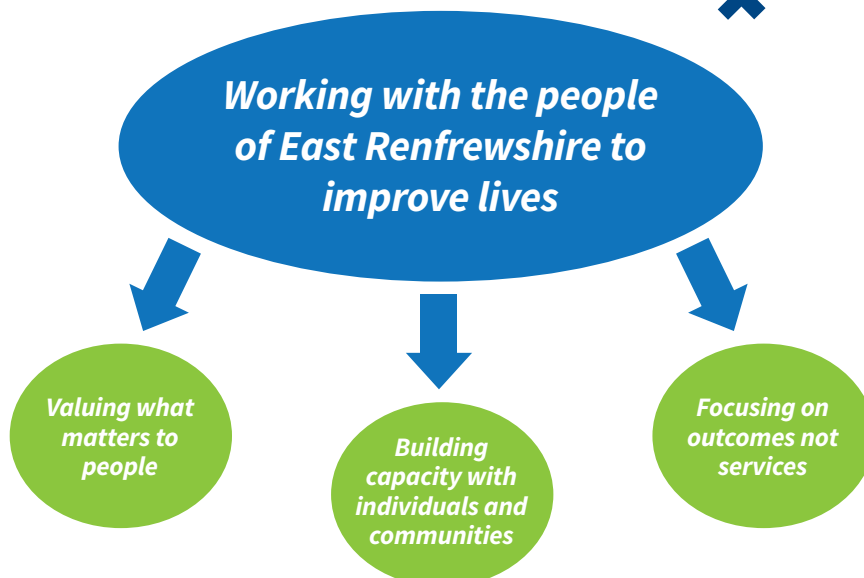 Working with the people
of East Renfrewshire to
improve lives
Valuing what
matters to
people
Building
capacity with
individuals and
communities
Focusing on
outcomes not
services